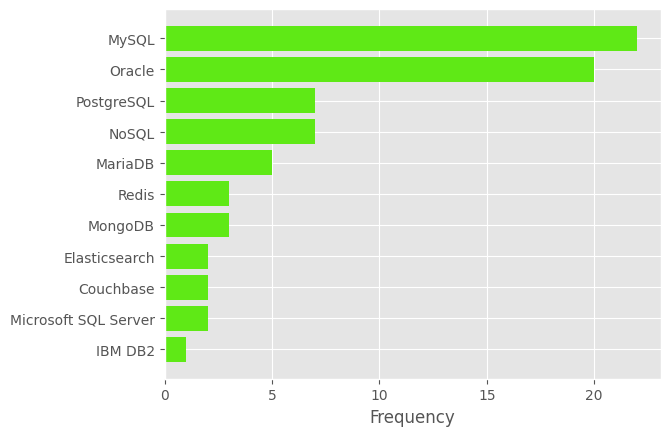 MySQL
Oracle
PostgreSQL
NoSQL
MariaDB
Redis
MongoDB
Elasticsearch
Couchbase
Microsoft SQL Server
IBM DB2
0 5 10 15 20
Frequency